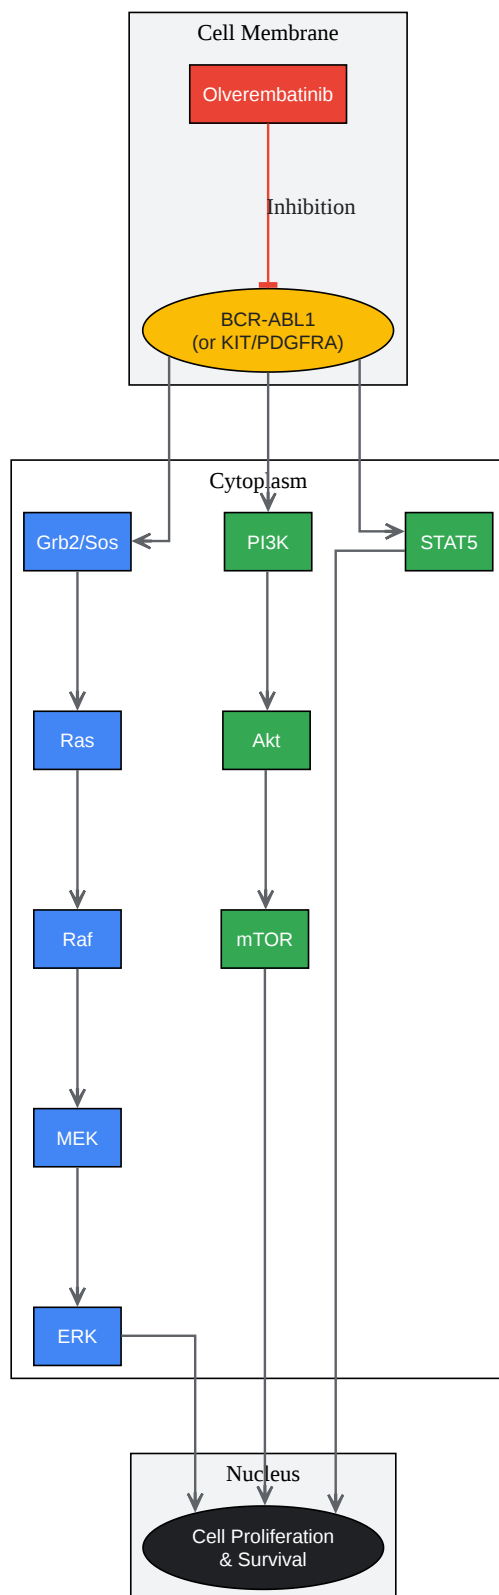 Cell Membrane
Olverembatinib
Inhibition
BCR-ABL1
(or KIT/PDGFRA)
Cytoplasm
Grb2/Sos
PI3K
STAT5
Ras
Akt
Raf
mTOR
MEK
ERK
Nucleus
Cell Proliferation
& Survival